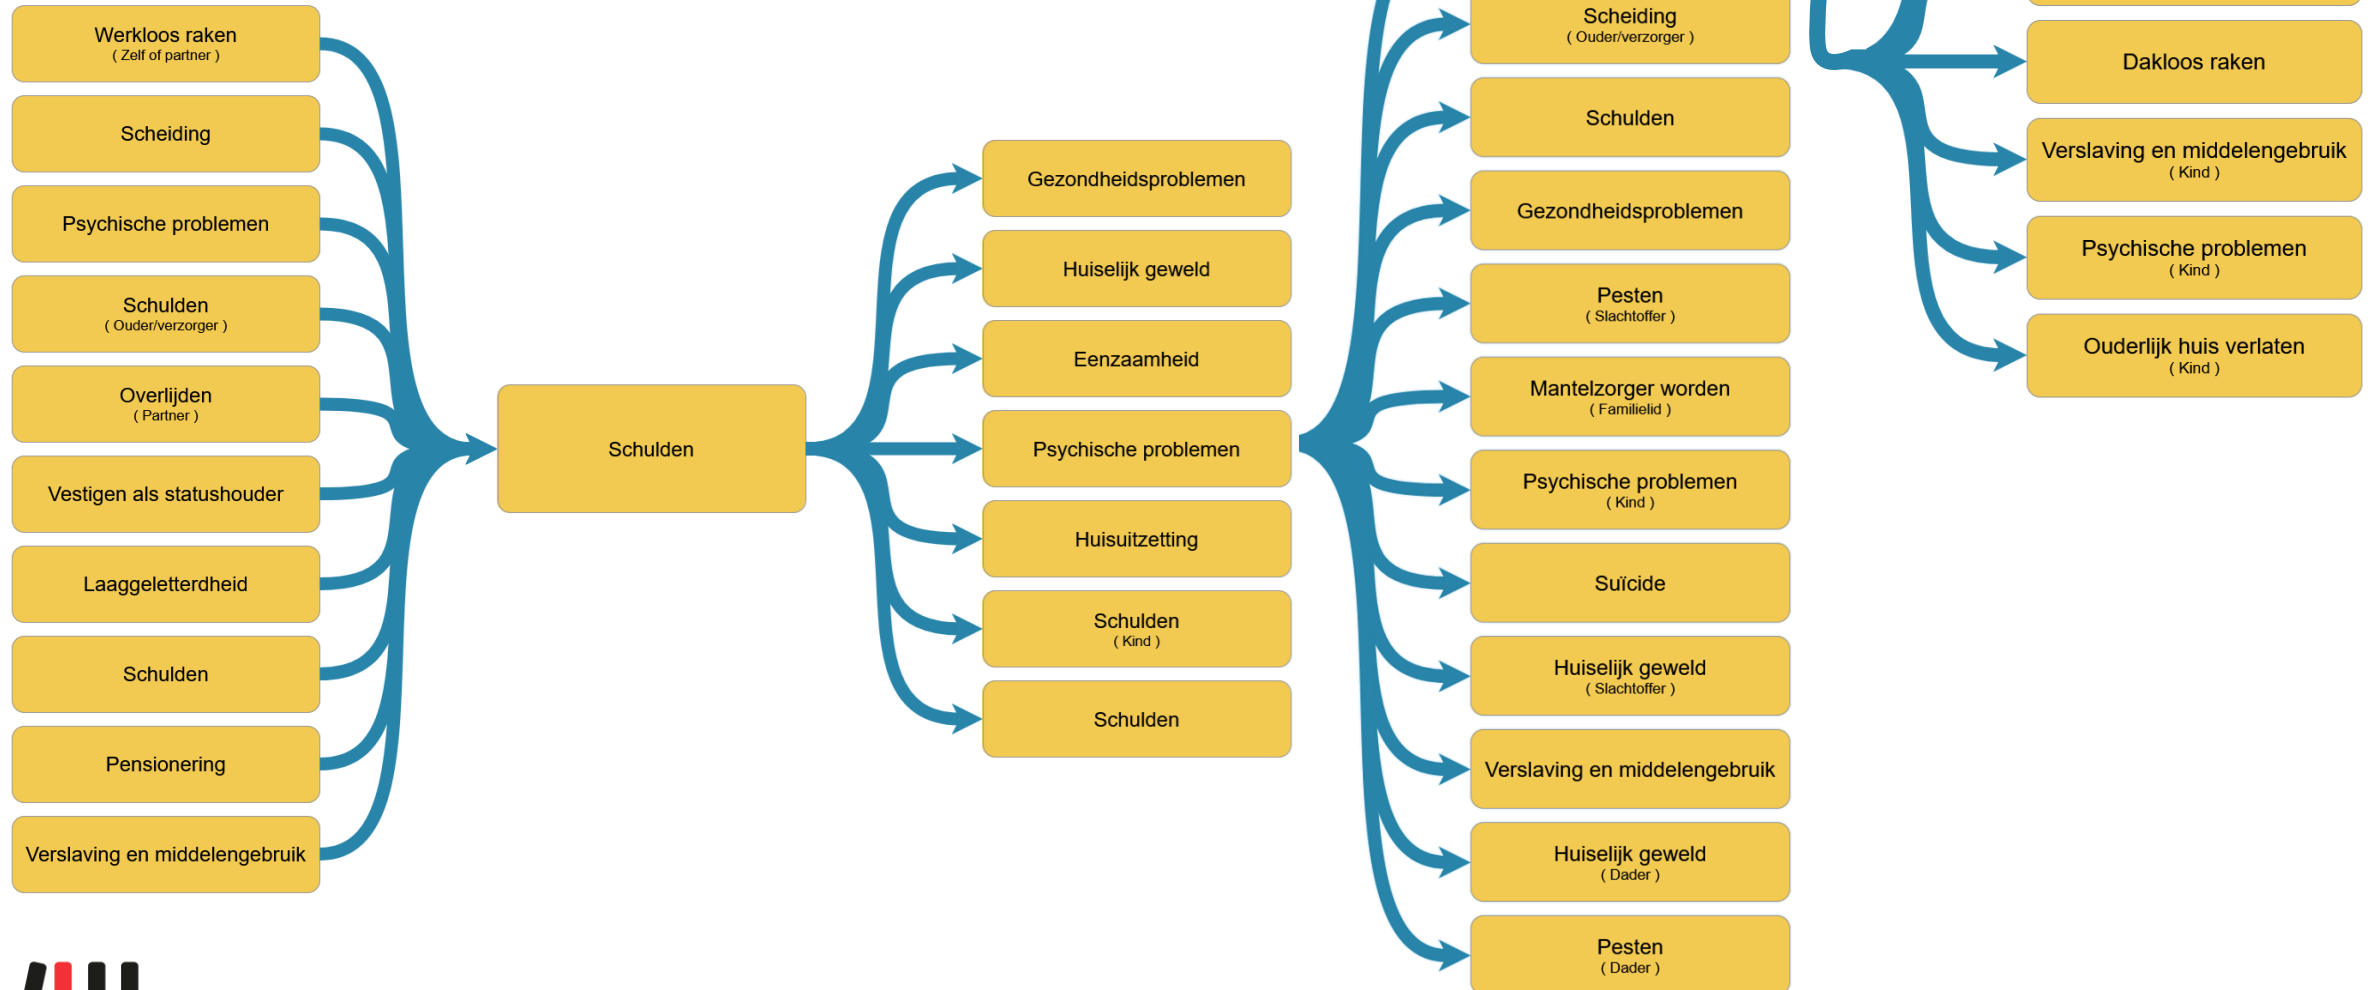 Werkloos raken
( Zelf of partner )
Scheiding
Psychische problemen
Schulden
( Ouder/verzorger )
Overlijden
( Partner )
Vestigen als statushouder
Laaggeletterdheid
Schulden
Pensionering
Verslaving en middelengebruik
Schulden
Gezondheidsproblemen
Huiselijk geweld
Eenzaamheid
Psychische problemen
Huisuitzetting
Schulden
( Kind )
Schulden
Scheiding
( Ouder/verzorger )
Schulden
Gezondheidsproblemen
Pesten
( Slachtoffer )
Mantelzorger worden
( Familielid )
Psychische problemen
( Kind )
Suïcide
Huiselijk geweld
( Slachtoffer )
Verslaving en middelengebruik
Huiselijk geweld
( Dader )
Pesten
( Dader )
Dakloos raken
Verslaving en middelengebruik
( Kind )
Psychische problemen
( Kind )
Ouderlijk huis verlaten
( Kind )